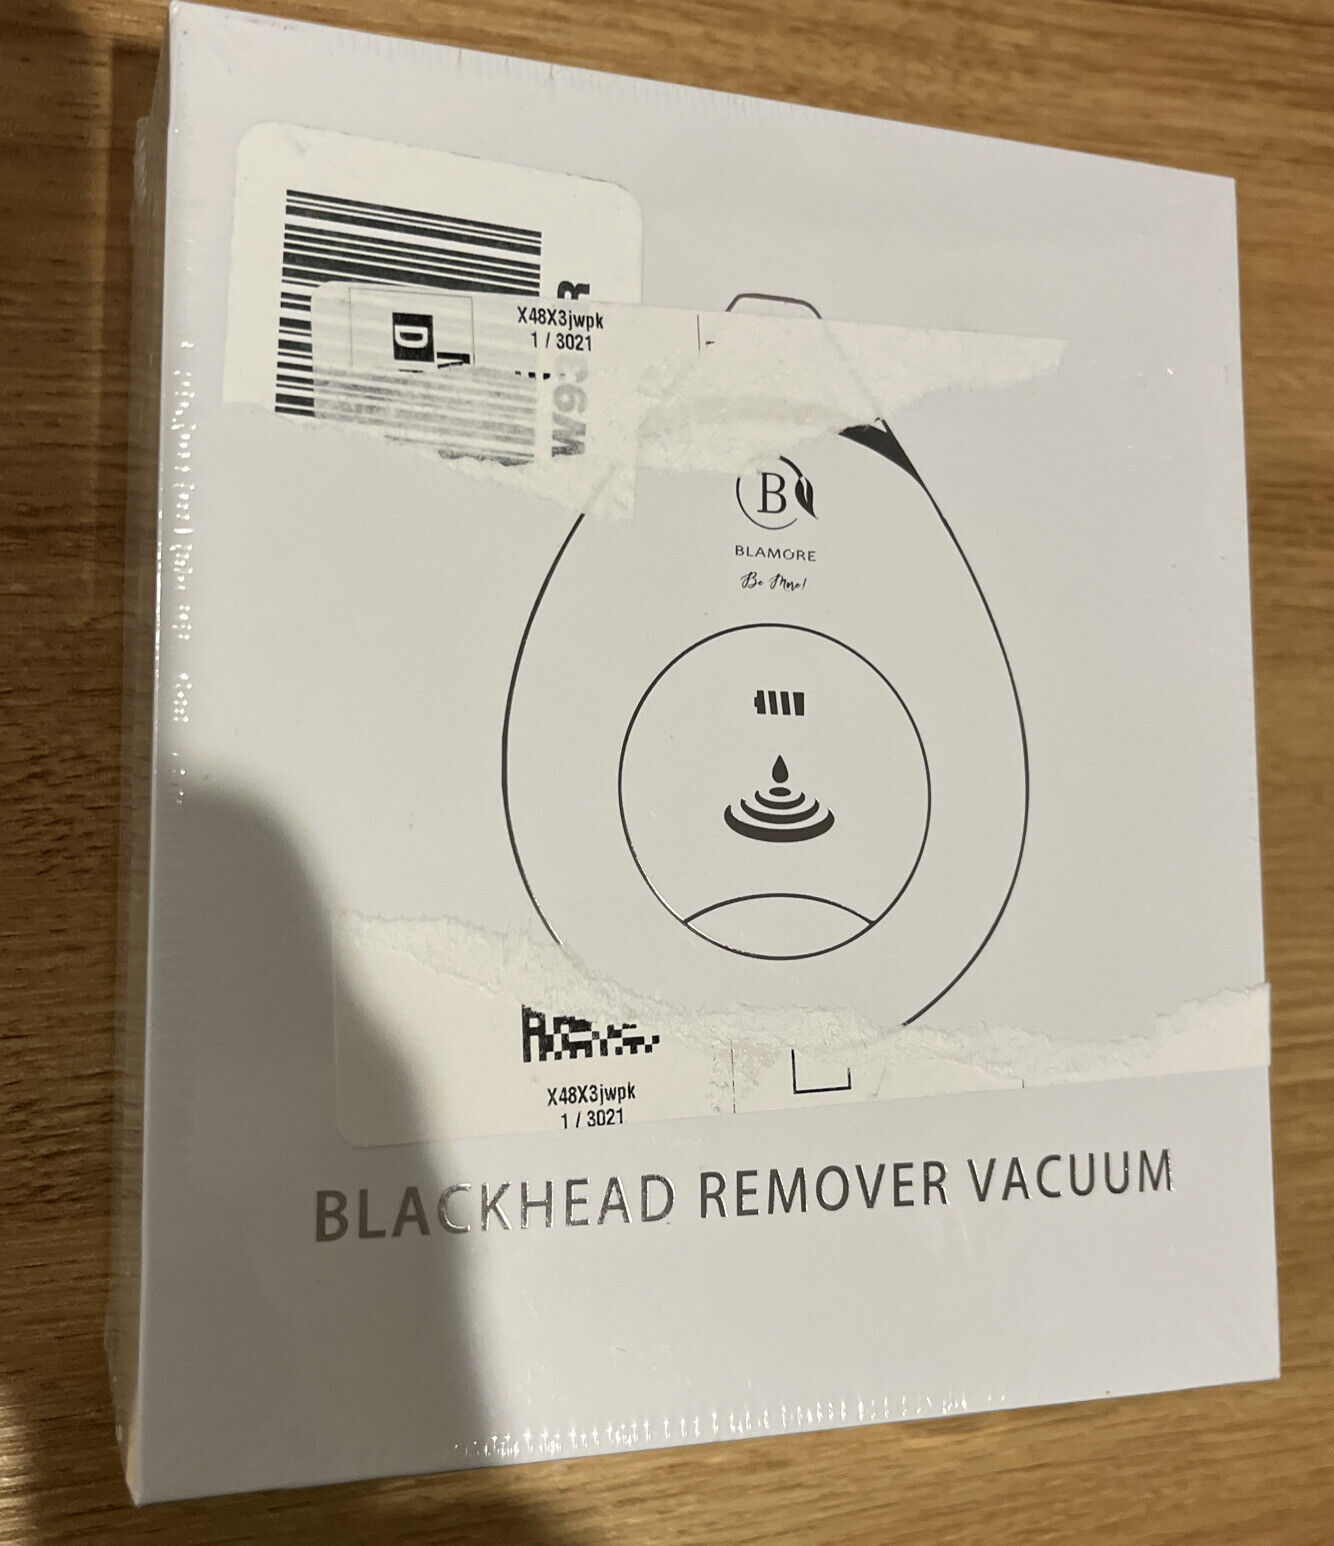 X48X3jwpk
1 / 3021
D
B
BLAMORE
Be More!
X48X3jwpk
1 / 3021
BLACKHEAD REMOVER VACUUM